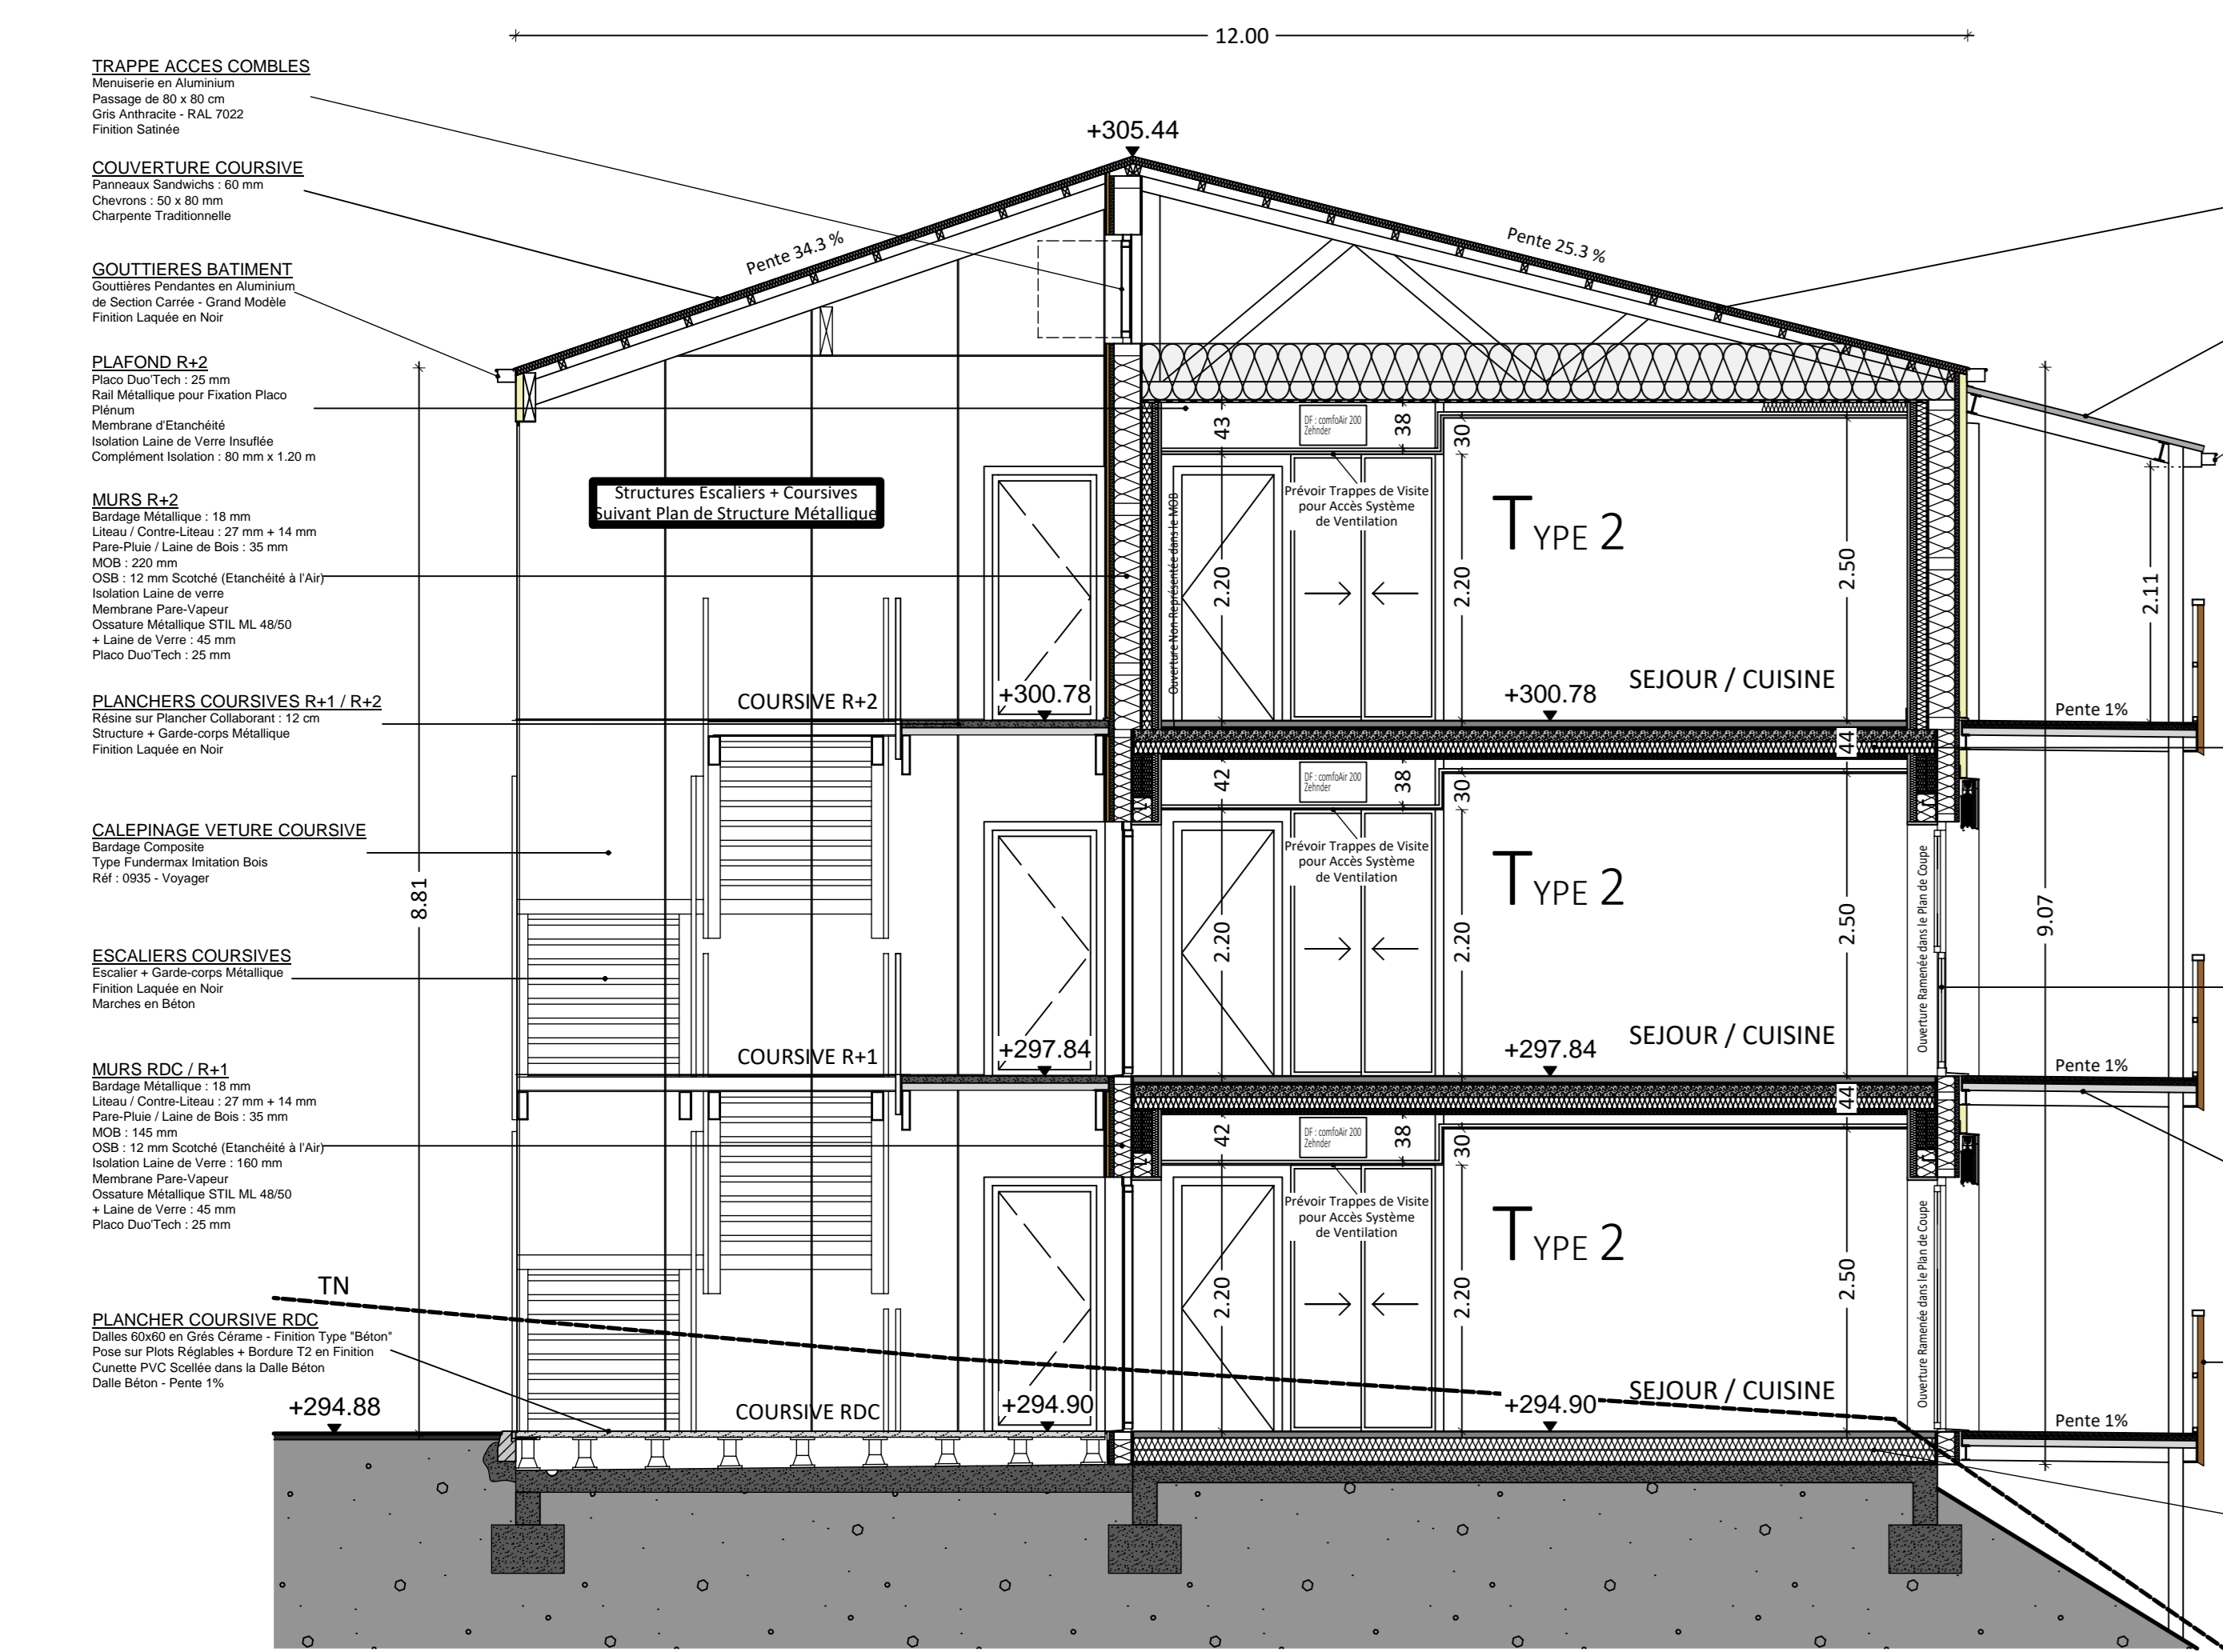 12.00
TRAPPE ACCES COMBLES
Menuiserie en Aluminium
Passage de 80 x 80 cm
Gris Anthracite - RAL 7022
Finition Satinée
COUVERTURE COURSIVE
Panneaux Sandwichs : 60 mm
Chevrons : 50 x 80 mm
Charpente Traditionnelle
GOUTTIERES BATIMENT
Gouttières Pendantes en Aluminium
de Section Carrée - Grand Modèle
Finition Laquée en Noir
PLAFOND R+2
Placo Duo'Tech : 25 mm
Rail Métallique pour Fixation Placo
Plénum
Membrane d'Etanchéité
Isolation Laine de Verre Insuflée
Complément Isolation : 80 mm x 1.20 m
MURS R+2
Bardage Métallique : 18 mm
Liteau / Contre-Liteau : 27 mm + 14 mm
Pare-Pluie / Laine de Bois : 35 mm
MOB : 220 mm
OSB : 12 mm Scotché (Etanchéité à l'Air)
Isolation Laine de verre
Membrane Pare-Vapeur
Ossature Métallique STIL ML 48/50
+ Laine de Verre : 45 mm
Placo Duo'Tech : 25 mm
PLANCHERS COURSIVES R+1 / R+2
Résine sur Plancher Collaborant : 12 cm
Structure + Garde-corps Métallique
Finition Laquée en Noir
CALEPINAGE VETURE COURSIVE
Bardage Composite
Type Fundermax Imitation Bois
Réf : 0935 - Voyager
ESCALIERS COURSIVES
Escalier + Garde-corps Métallique
Finition Laquée en Noir
Marches en Béton
MURS RDC / R+1
Bardage Métallique : 18 mm
Liteau / Contre-Liteau : 27 mm + 14 mm
Pare-Pluie / Laine de Bois : 35 mm
MOB : 145 mm
OSB : 12 mm Scotché (Etanchéité à l'Air)
Isolation Laine de Verre : 160 mm
Membrane Pare-Vapeur
Ossature Métallique STIL ML 48/50
+ Laine de Verre : 45 mm
Placo Duo'Tech : 25 mm
TN
PLANCHER COURSIVE RDC
Dalles 60x60 en Grés Cérame - Finition Type "Béton"
Pose sur Plots Réglables + Bordure T2 en Finition
Cunette PVC Scellée dans la Dalle Béton
Dalle Béton - Pente 1%
+294.88
8.81
+305.44
Pente 34.3 %
Pente 25.3 %
Structures Escaliers + Coursives
Suivant Plan de Structure Métallique
43
DF : comfoAir 200
Zehnder
38
30
Prévoir Trappes de Visite
pour Accès Système
de Ventilation
Ouverture Non Représentée dans le MOB
2.20
2.20
TYPE 2
2.50
2.11
SEJOUR / CUISINE
COURSIVE R+2
+300.78
+300.78
Pente 1%
44
42
DF : comfoAir 200
Zehnder
38
30
Prévoir Trappes de Visite
pour Accès Système
de Ventilation
2.20
2.20
TYPE 2
2.50
Ouverture Ramenée dans le Plan de Coupe
9.07
SEJOUR / CUISINE
COURSIVE R+1
+297.84
+297.84
Pente 1%
44
42
DF : comfoAir 200
Zehnder
38
30
Prévoir Trappes de Visite
pour Accès Système
de Ventilation
2.20
2.20
TYPE 2
2.50
Ouverture Ramenée dans le Plan de Coupe
SEJOUR / CUISINE
COURSIVE RDC
+294.90
+294.90
Pente 1%